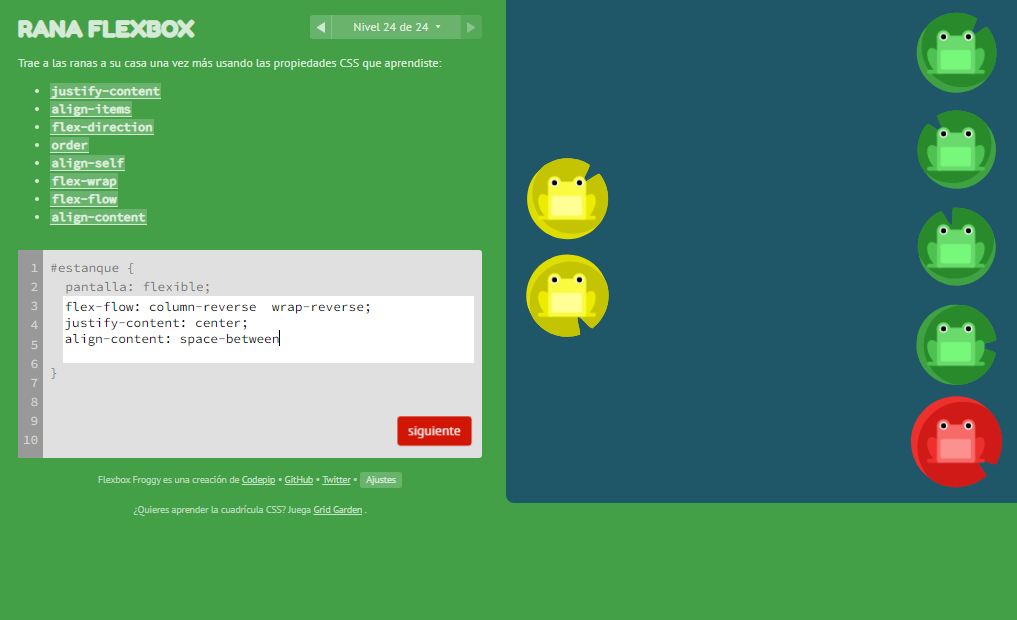 RANA FLEXBOX
Nivel 24 de 24
Trae a las ranas a su casa una vez más usando las propiedades CSS que aprendiste:
justify-content
align-items
flex-direction
order
align-self
flex-wrap
flex-flow
align-content
1 #estanque {
2 pantalla: flexible;
3 flex-flow: column-reverse  wrap-reverse;
4 justify-content: center;
5 align-content: space-between
6
7 }
8
9
10
siguiente
Flexbox Froggy es una creación de Codepip • GitHub • Twitter • Ajustes
¿Quieres aprender la cuadrícula CSS? Juega Grid Garden .